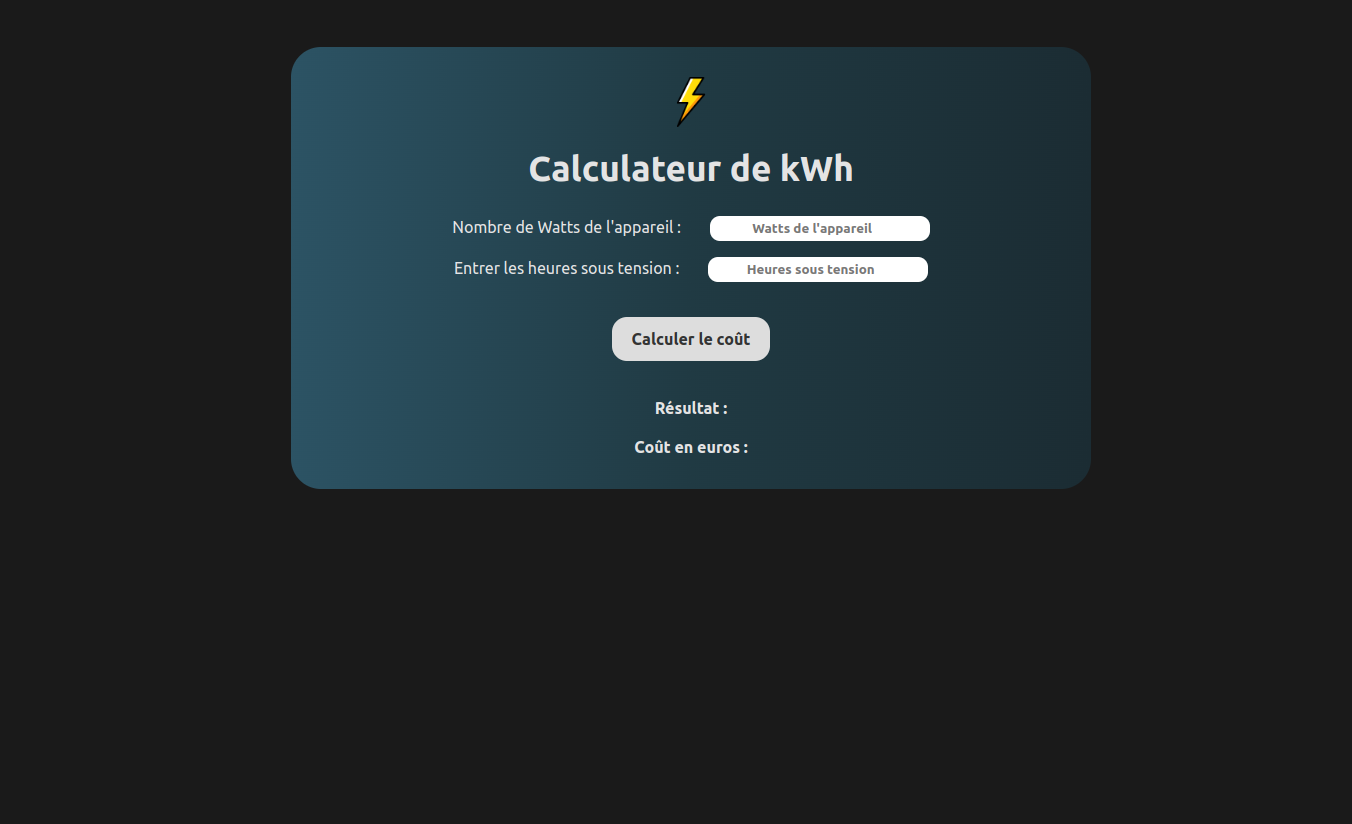 Calculateur de kWh
Nombre de Watts de l'appareil : Watts de l'appareil
Entrer les heures sous tension : Heures sous tension
Calculer le coût
Résultat :
Coût en euros :